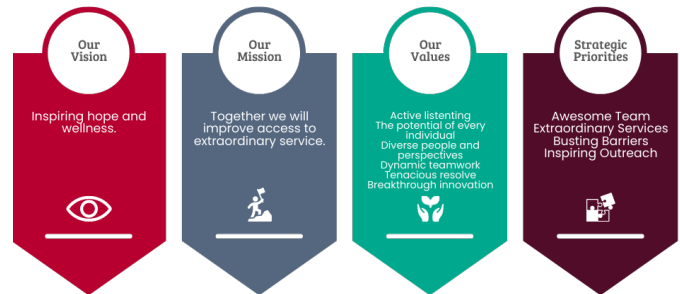 Our
Vision
Inspiring hope and
wellness.
Our
Mission
Together we will
improve access to
extraordinary service.
Our
Values
Active listenting
The potential of every
individual
Diverse people and
perspectives
Dynamic teamwork
Tenacious resolve
Breakthrough innovation
Strategic
Priorities
Awesome Team
Extraordinary Services
Busting Barriers
Inspiring Outreach